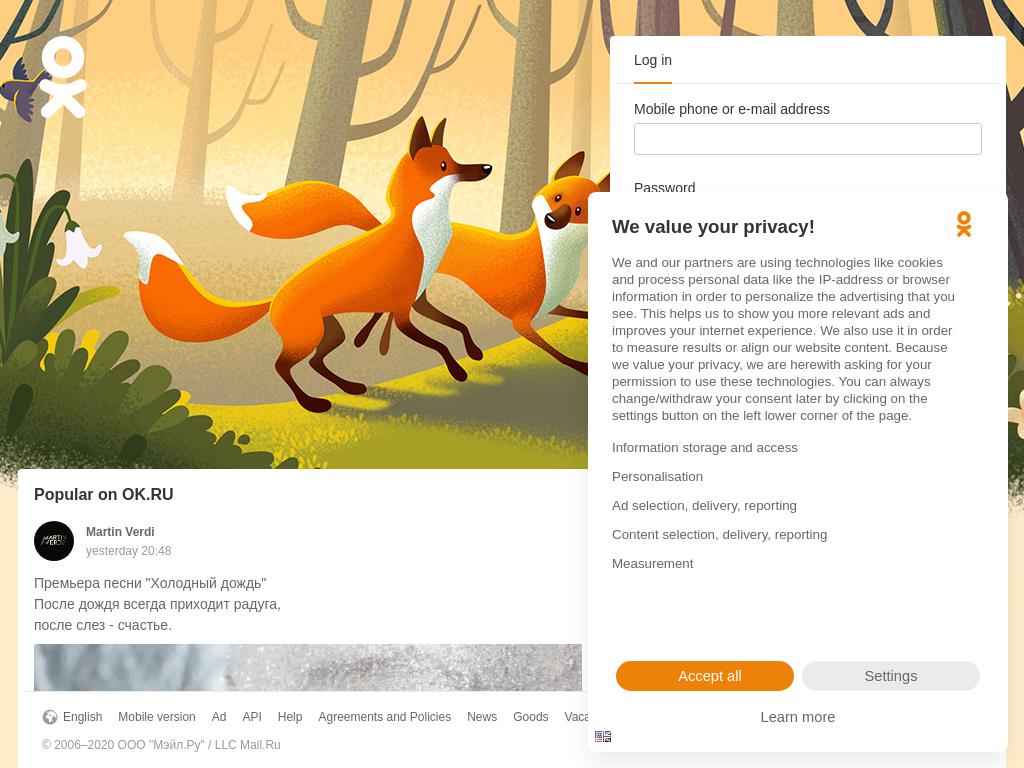 Log in
Mobile phone or e-mail address
Password
We value your privacy!
We and our partners are using technologies like cookies
and process personal data like the IP-address or browser
information in order to personalize the advertising that you
see. This helps us to show you more relevant ads and
improves your internet experience. We also use it in order
to measure results or align our website content. Because
we value your privacy, we are herewith asking for your
permission to use these technologies. You can always
change/withdraw your consent later by clicking on the
settings button on the left lower corner of the page.
Information storage and access
Personalisation
Ad selection, delivery, reporting
Content selection, delivery, reporting
Measurement
Accept all
Settings
Learn more
Popular on OK.RU
MARTIN
VERDI
Martin Verdi
yesterday 20:48
Премьера песни "Холодный дождь"
После дождя всегда приходит радуга,
после слез - счастье.
English Mobile version Ad API Help Agreements and Policies News Goods
© 2006–2020 ООО "Мэйл.Ру" / LLC Mail.Ru